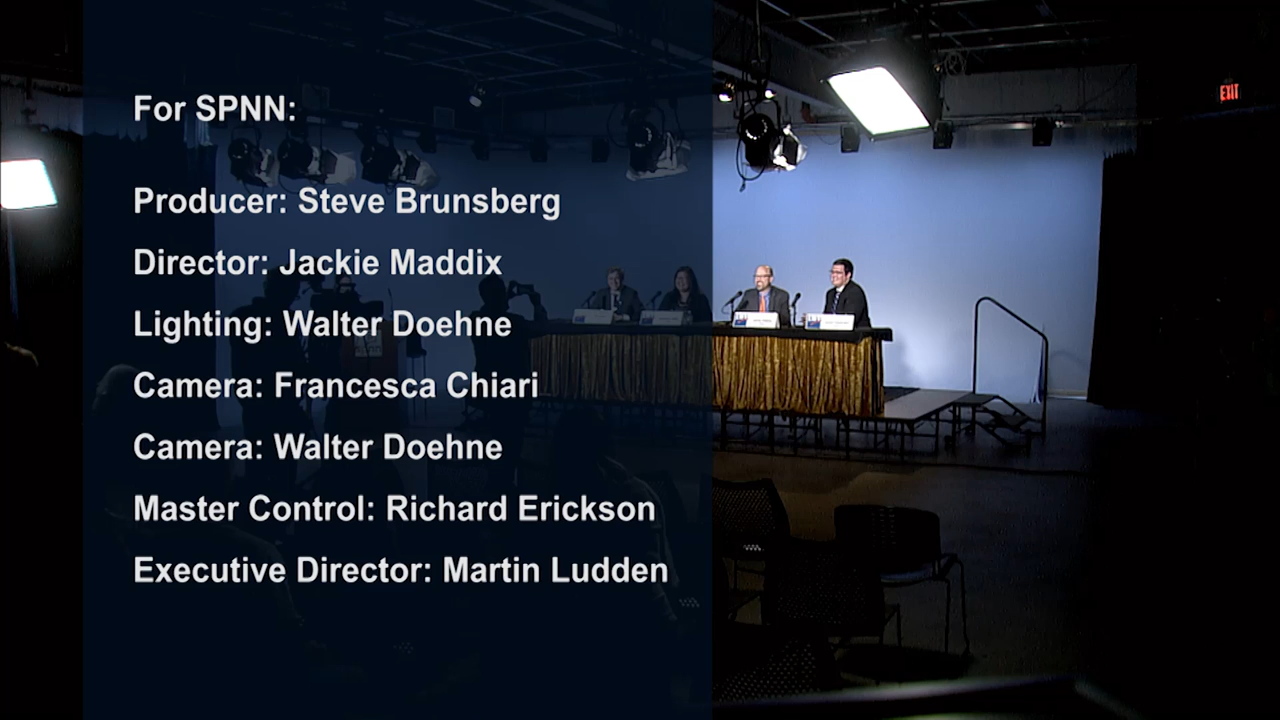 For SPNN:
Producer: Steve Brunsberg
Director: Jackie Maddix
Lighting: Walter Doehne
Camera: Francesca Chiari
Camera: Walter Doehne
Master Control: Richard Erickson
Executive Director: Martin Ludden
EXIT